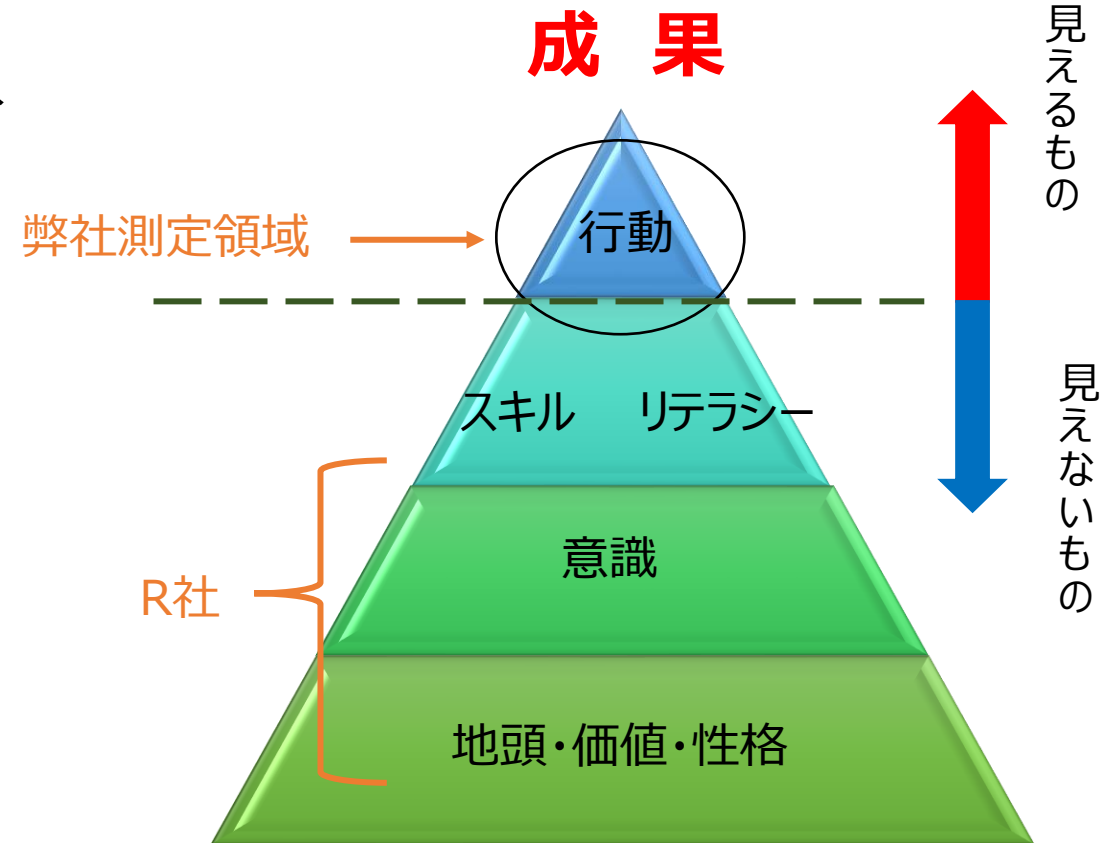 成 果
見えるもの
弊社測定領域
行動
スキル リテラシー
見えないもの
意識
R社
地頭・価値・性格